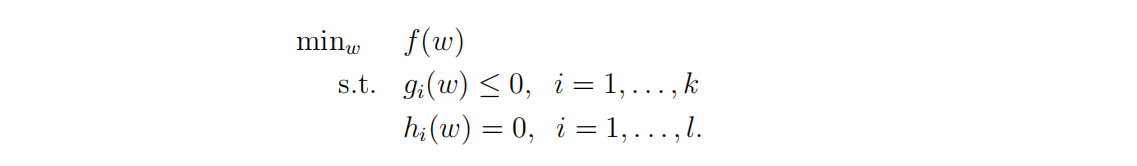 min_w f(w)
s.t. g_i(w) ≤ 0, i = 1, . . . , k
h_i(w) = 0, i = 1, . . . , l.